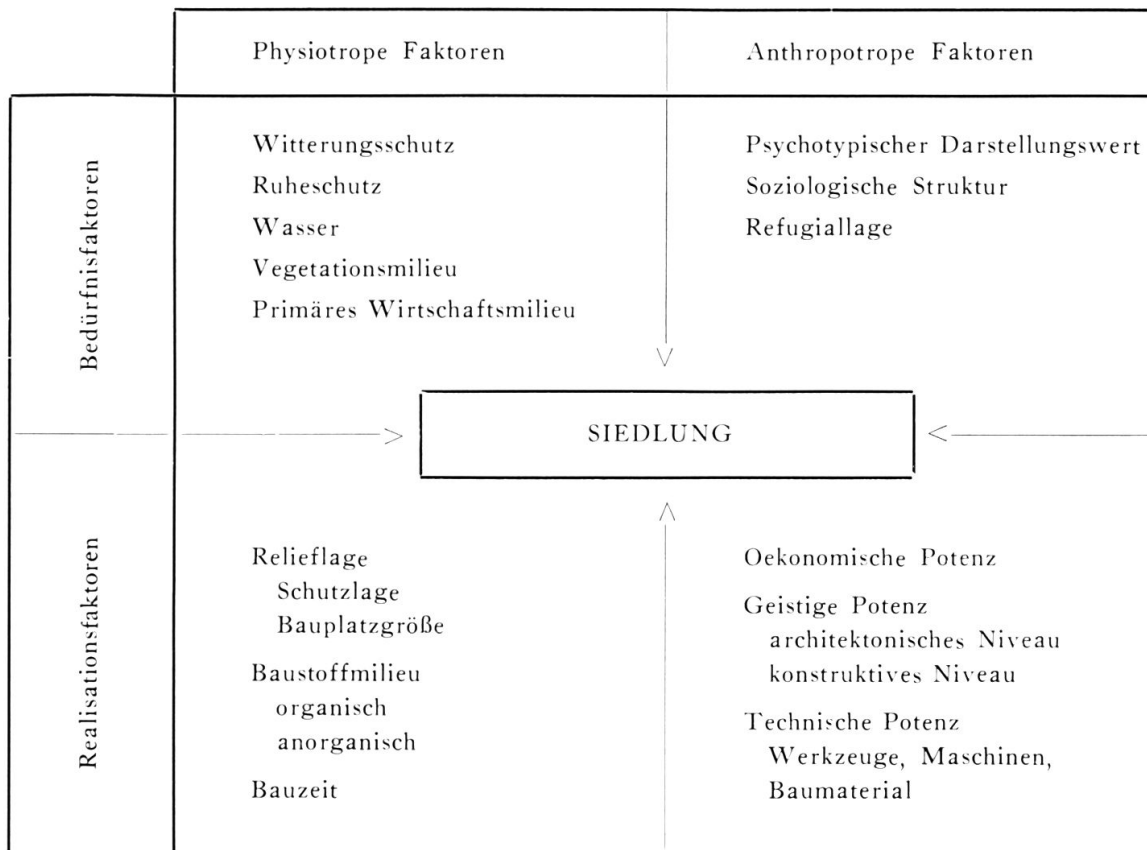 Physiotrope Faktoren
Anthropotrope Faktoren
Bedürfnisfaktoren
Witterungsschutz
Ruheschutz
Wasser
Vegetationsmilieu
Primäres Wirtschaftsmilieu
Psychotypischer Darstellungswert
Soziologische Struktur
Refugiallage
SIEDLUNG
Realisationsfaktoren
Relieflage
Schutzlage
Bauplatzgröße
Baustoffmilieu
organisch
anorganisch
Bauzeit
Oekonomische Potenz
Geistige Potenz
architektonisches Niveau
konstruktives Niveau
Technische Potenz
Werkzeuge, Maschinen,
Baumaterial